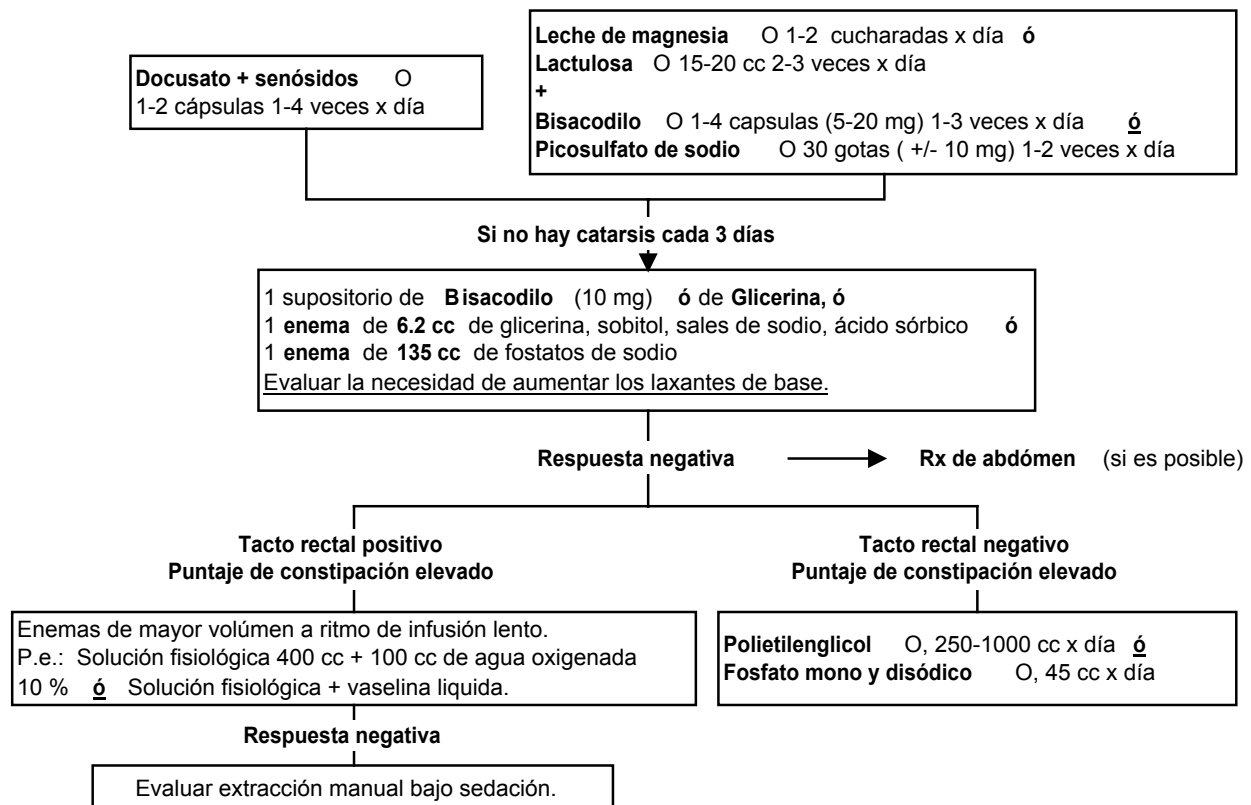 Docusato + senósidos O
1-2 cápsulas 1-4 veces x día
Leche de magnesia O 1-2 cucharadas x día ó
Lactulosa O 15-20 cc 2-3 veces x día
+
Bisacodilo O 1-4 capsulas (5-20 mg) 1-3 veces x día ó
Picosulfato de sodio O 30 gotas ( +/- 10 mg) 1-2 veces x día
Si no hay catarsis cada 3 días
1 supositorio de Bisacodilo (10 mg) ó de Glicerina, ó
1 enema de 6.2 cc de glicerina, sobitol, sales de sodio, ácido sórbico ó
1 enema de 135 cc de fostatos de sodio
Evaluar la necesidad de aumentar los laxantes de base.
Respuesta negativa
Rx de abdómen (si es posible)
Tacto rectal positivo
Puntaje de constipación elevado
Tacto rectal negativo
Puntaje de constipación elevado
Enemas de mayor volúmen a ritmo de infusión lento.
P.e.: Solución fisiológica 400 cc + 100 cc de agua oxigenada
10 % ó Solución fisiológica + vaselina liquida.
Polietilenglicol O, 250-1000 cc x día ó
Fosfato mono y disódico O, 45 cc x día
Respuesta negativa
Evaluar extracción manual bajo sedación.